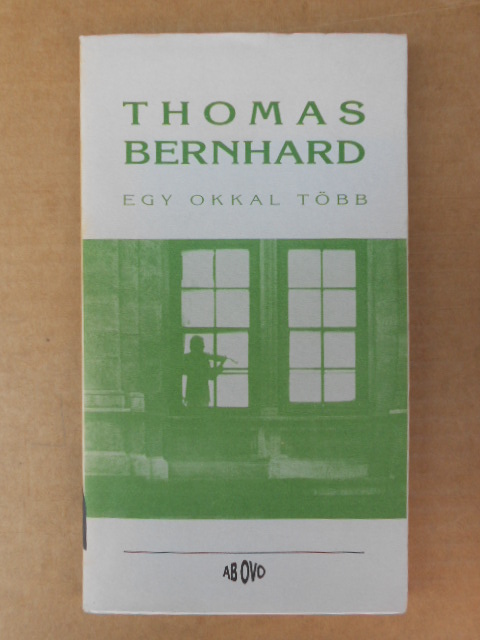 THOMAS
BERNHARD
EGY OKKAL TÖBB
AB OVO